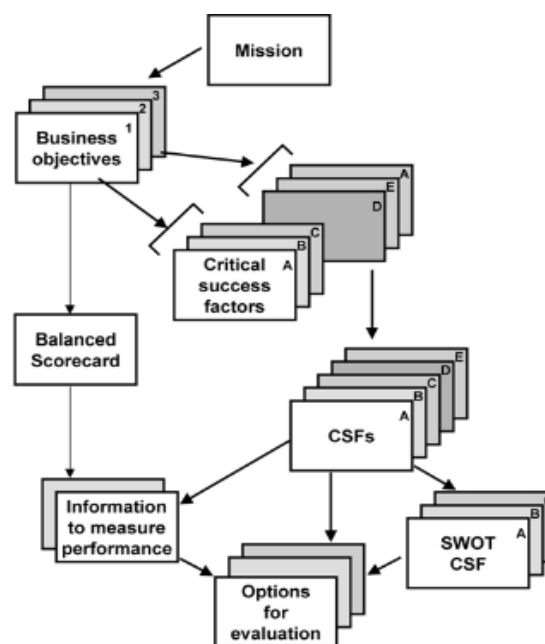 Mission
3
2
1
Business
objectives
A
E
D
C
B
A
Critical
success
factors
Balanced
Scorecard
E
D
C
B
A
CSFs
Information
to measure
performance
B
A
SWOT
CSF
Options
for
evaluation